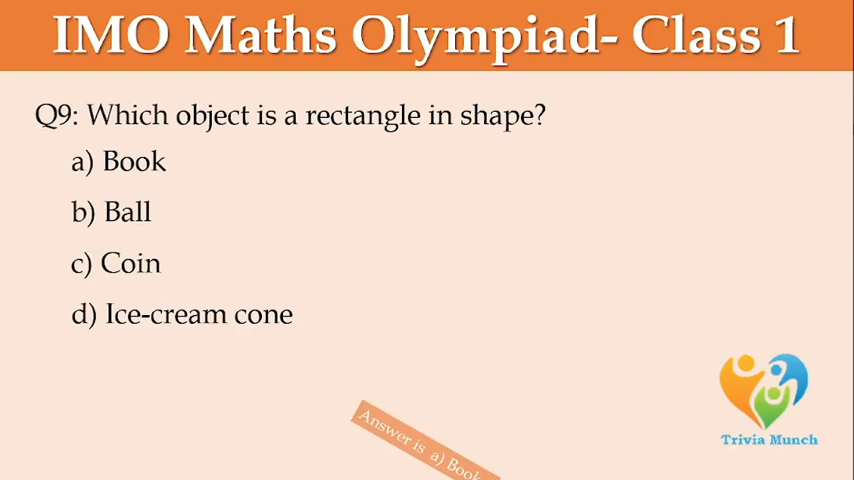 IMO Maths Olympiad- Class 1
Q9: Which object is a rectangle in shape?
a) Book
b) Ball
c) Coin
d) Ice-cream cone
Answer is a) Book
Trivia Munch